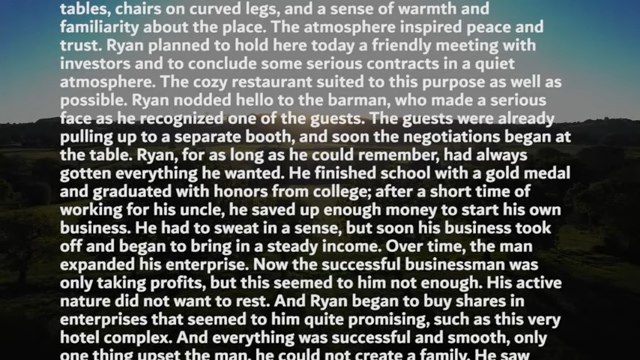 tables, chairs on curved legs, and a sense of warmth and
familiarity about the place. The atmosphere inspired peace and
trust. Ryan planned to hold here today a friendly meeting with
investors and to conclude some serious contracts in a quiet
atmosphere. The cozy restaurant suited to this purpose as well as
possible. Ryan nodded hello to the barman, who made a serious
face as he recognized one of the guests. The guests were already
pulling up to a separate booth, and soon the negotiations began at
the table. Ryan, for as long as he could remember, had always
gotten everything he wanted. He finished school with a gold medal
and graduated with honors from college; after a short time of
working for his uncle, he saved up enough money to start his own
business. He had to sweat in a sense, but soon his business took
off and began to bring in a steady income. Over time, the man
expanded his enterprise. Now the successful businessman was
only taking profits, but this seemed to him not enough. His active
nature did not want to rest. And Ryan began to buy shares in
enterprises that seemed to him quite promising, such as this very
hotel complex. And everything was successful and smooth, only
one thing upset the man, he could not create a family. He saw